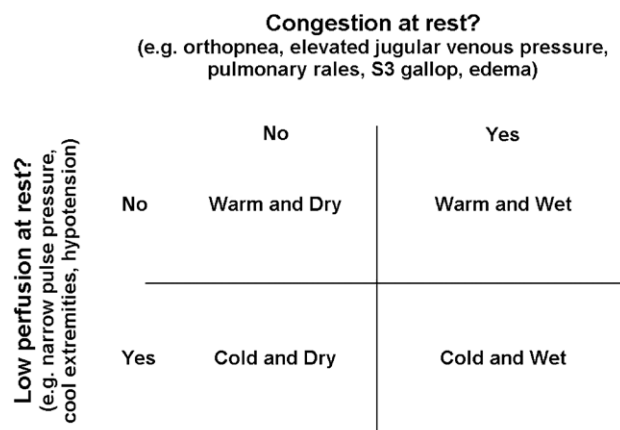 Congestion at rest?
(e.g. orthopnea, elevated jugular venous pressure,
pulmonary rales, S3 gallop, edema)
No Yes
Low perfusion at rest?
(e.g. narrow pulse pressure,
cool extremities, hypotension)
No Warm and Dry Warm and Wet
Yes Cold and Dry Cold and Wet